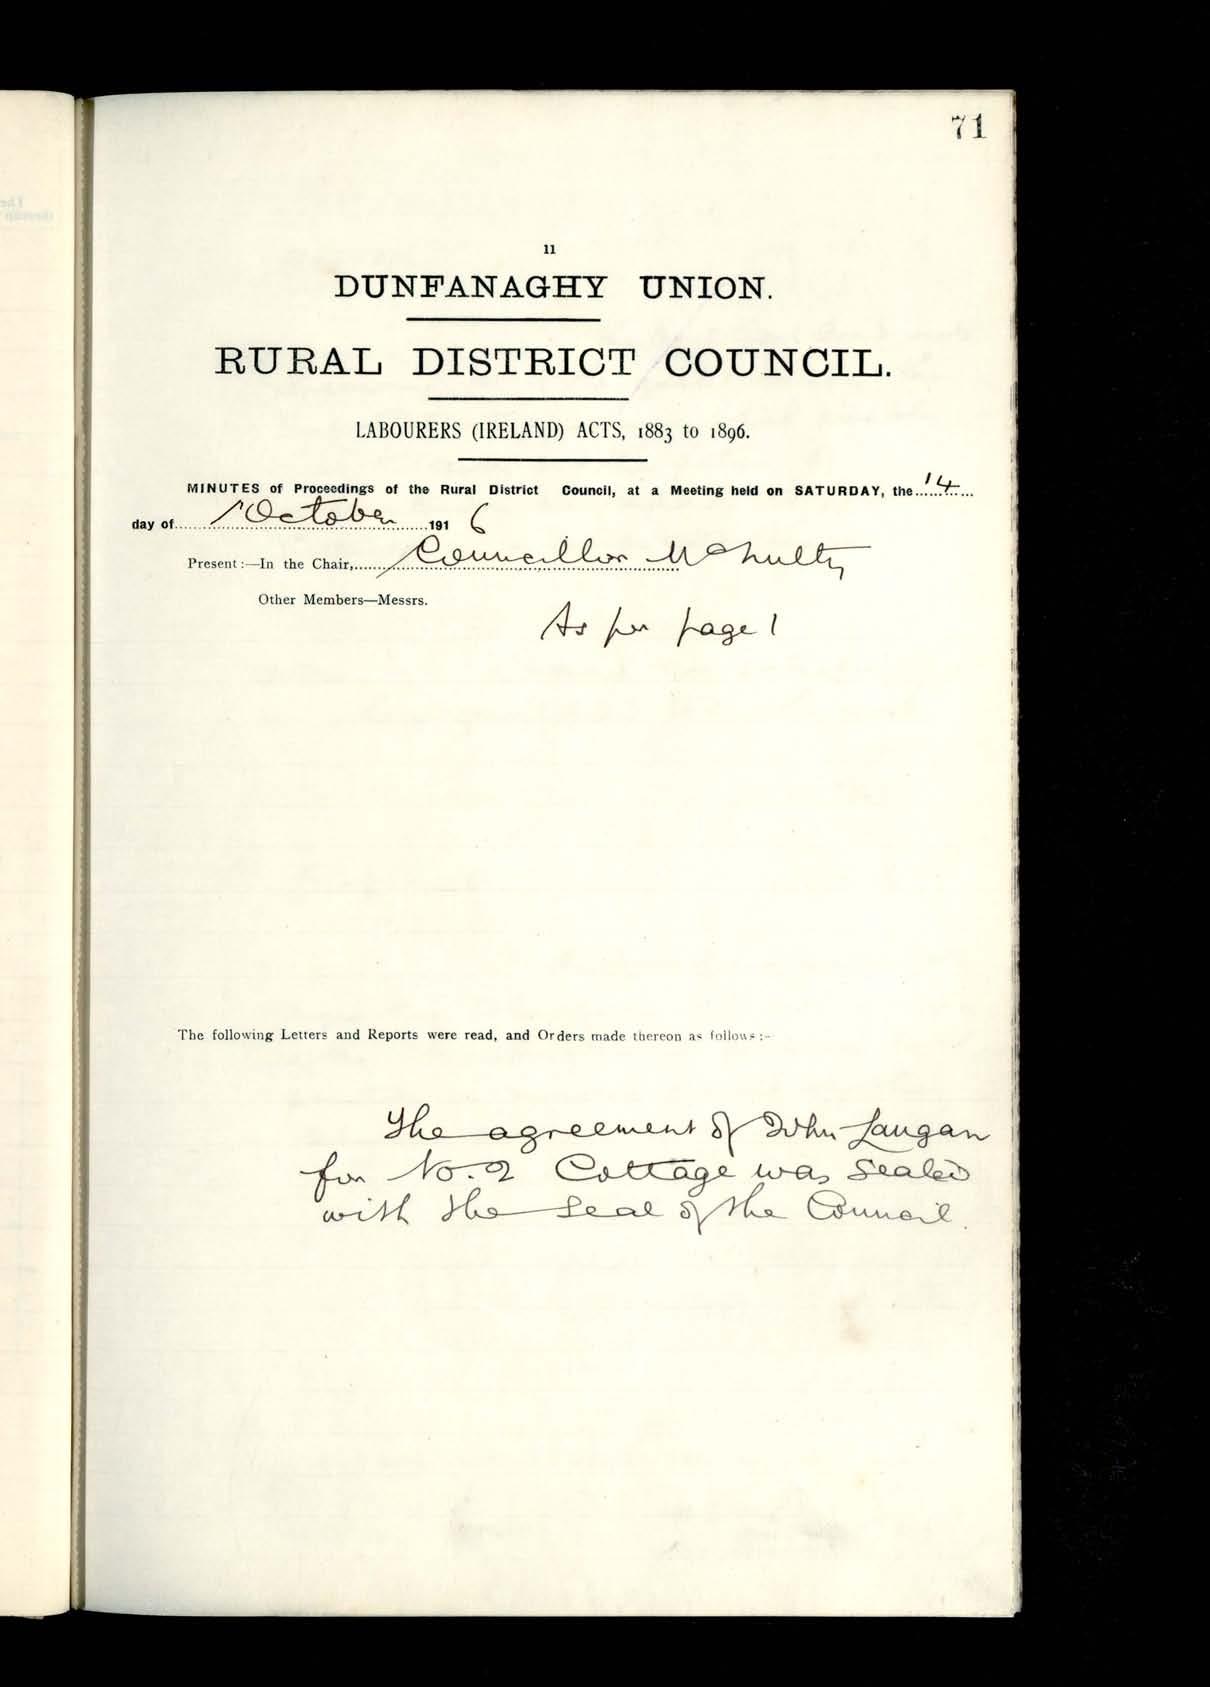 71
11
DUNFANAGHY UNION.
RURAL DISTRICT COUNCIL.
LABOURERS (IRELAND) ACTS, 1883 to 1896.
MINUTES of Proceedings of the Rural District Council, at a Meeting held on SATURDAY, the 14
day of October 1916
Present :—In the Chair, Councillor McNulty
Other Members—Messrs.
As per page 1
The following Letters and Reports were read, and Orders made thereon as follows :—
The agreement of John Langan
for No. 2 Cottage was sealed
with the seal of the Council.